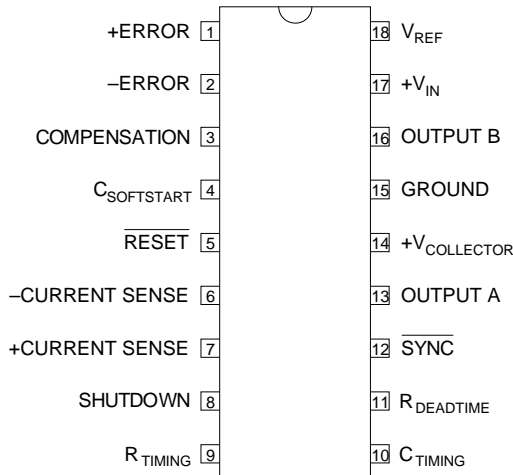 +ERROR 1 18 VREF
–ERROR 2 17 +VIN
COMPENSATION 3 16 OUTPUT B
CSOFTSTART 4 15 GROUND
RESET 5 14 +VCOLLECTOR
–CURRENT SENSE 6 13 OUTPUT A
+CURRENT SENSE 7 12 SYNC
SHUTDOWN 8 11 RDEADTIME
RTIMING 9 10 CTIMING